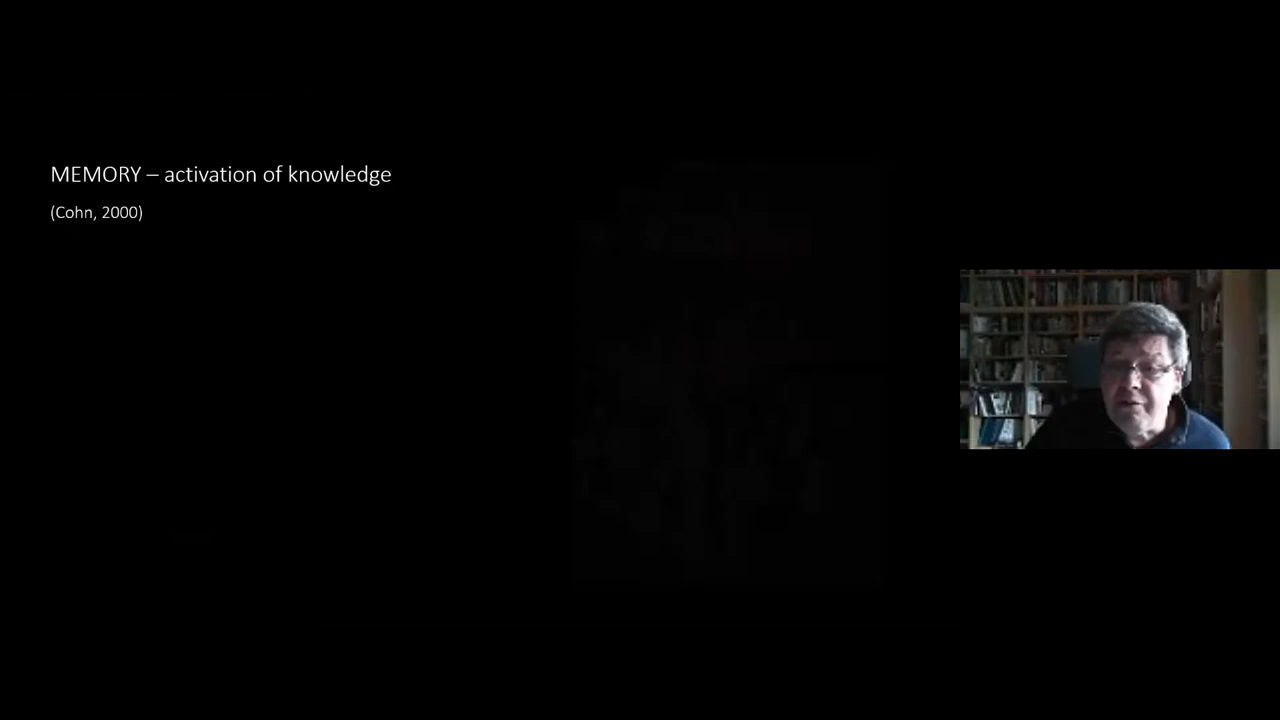 MEMORY – activation of knowledge
(Cohn, 2000)